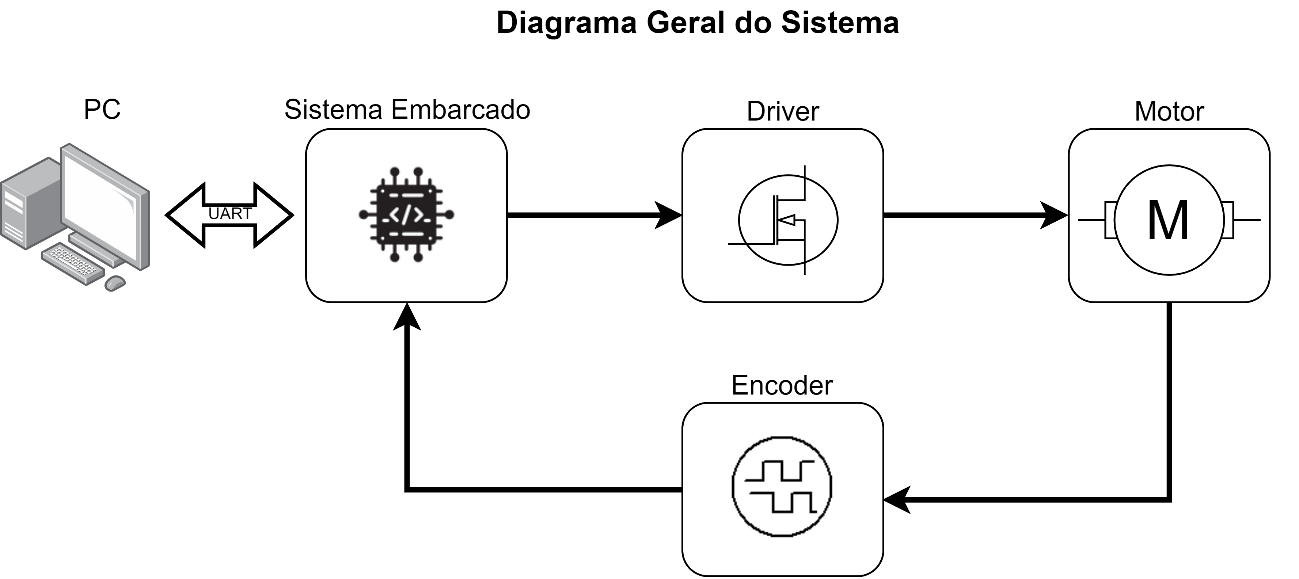 Diagrama Geral do Sistema
PC
Sistema Embarcado
Driver
Motor
UART
</>
M
Encoder